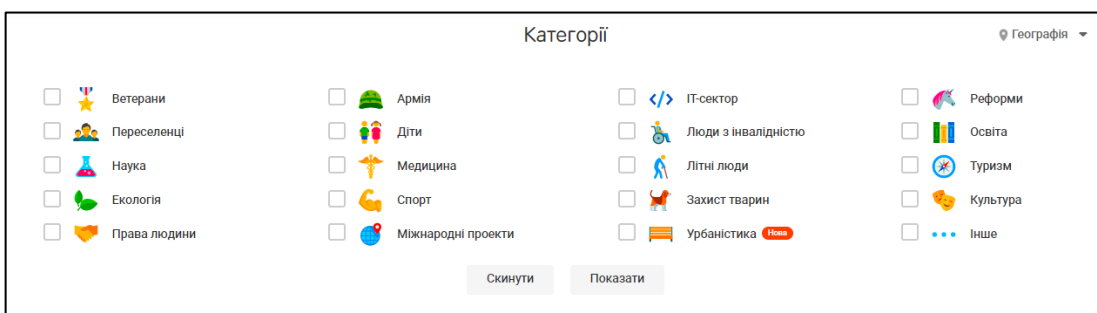 Категорії
Географія
Ветерани Армія ІТ-сектор Реформи
Переселенці Діти Люди з інвалідністю Освіта
Наука Медицина Літні люди Туризм
Екологія Спорт Захист тварин Культура
Права людини Міжнародні проекти Урбаністика Нова Інше
Скинути Показати